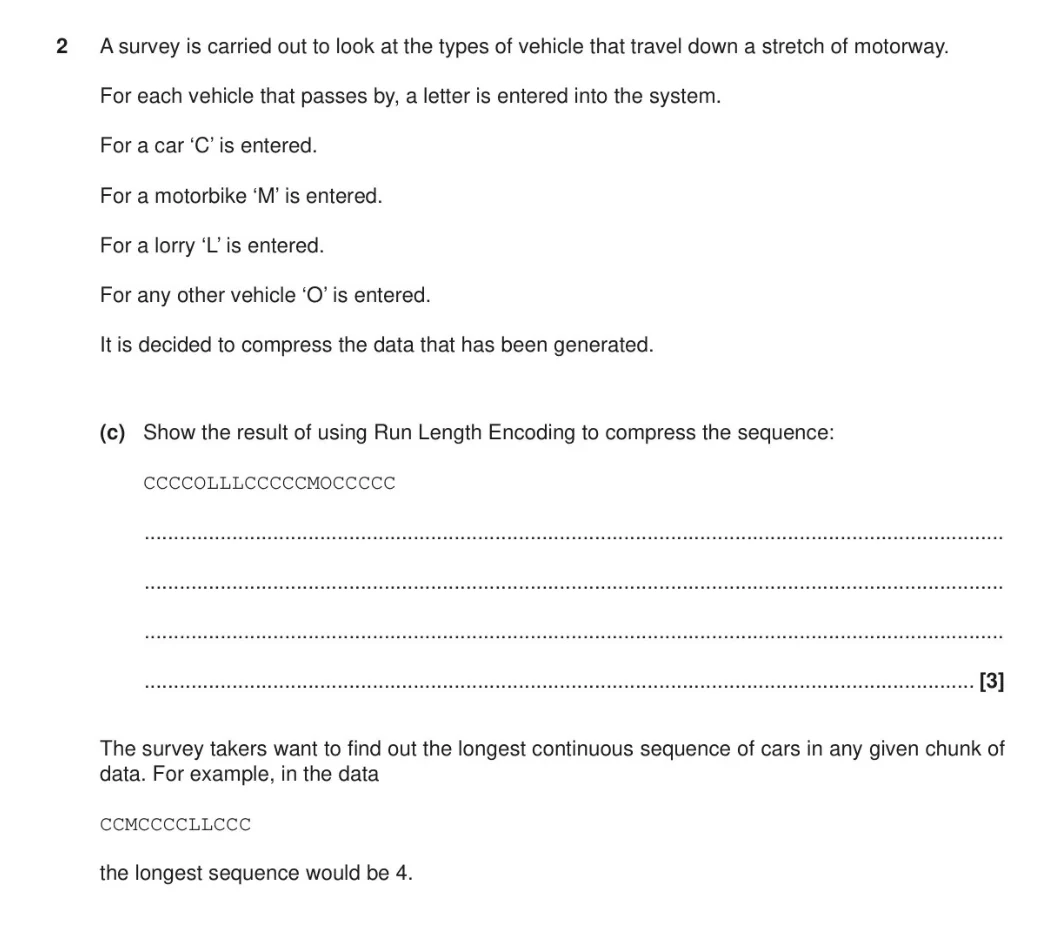 2 A survey is carried out to look at the types of vehicle that travel down a stretch of motorway.
For each vehicle that passes by, a letter is entered into the system.
For a car ‘C’ is entered.
For a motorbike ‘M’ is entered.
For a lorry ‘L’ is entered.
For any other vehicle ‘O’ is entered.
It is decided to compress the data that has been generated.
(c) Show the result of using Run Length Encoding to compress the sequence:
CCCCOLLLCCCCCMOCCCCC
[3]
The survey takers want to find out the longest continuous sequence of cars in any given chunk of
data. For example, in the data
CCMCCCCLLCCC
the longest sequence would be 4.